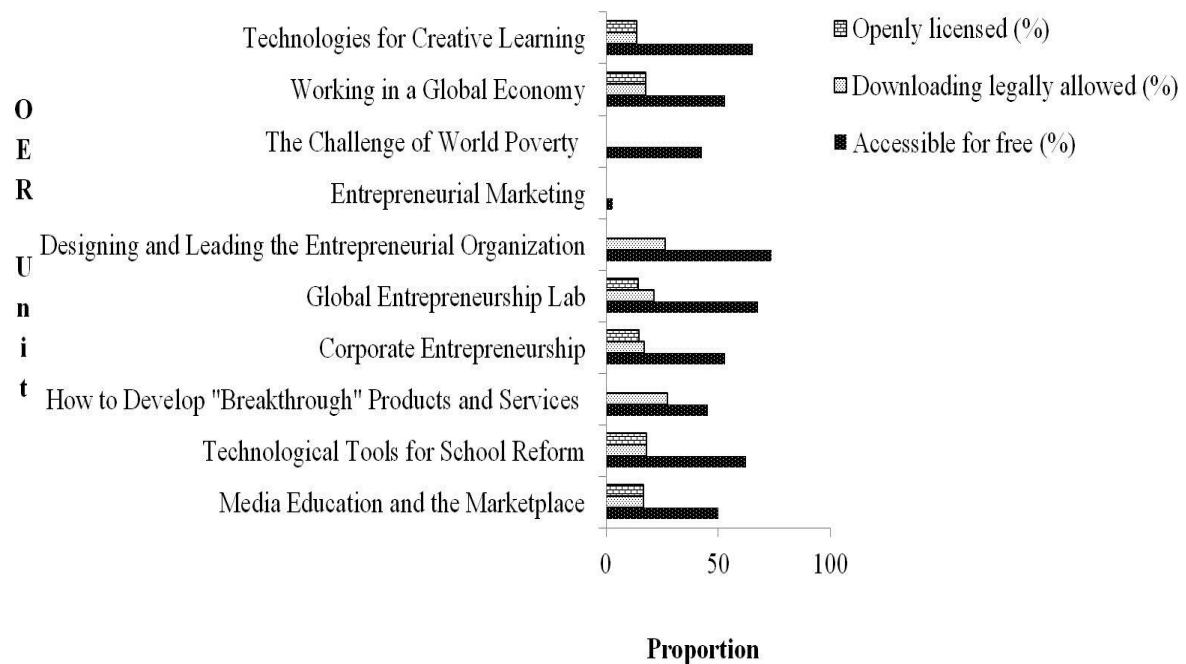 Technologies for Creative Learning
Working in a Global Economy
The Challenge of World Poverty
Entrepreneurial Marketing
Designing and Leading the Entrepreneurial Organization
Global Entrepreneurship Lab
Corporate Entrepreneurship
How to Develop "Breakthrough" Products and Services
Technological Tools for School Reform
Media Education and the Marketplace
OER Unit
0 50 100
Proportion
Openly licensed (%)
Downloading legally allowed (%)
Accessible for free (%)